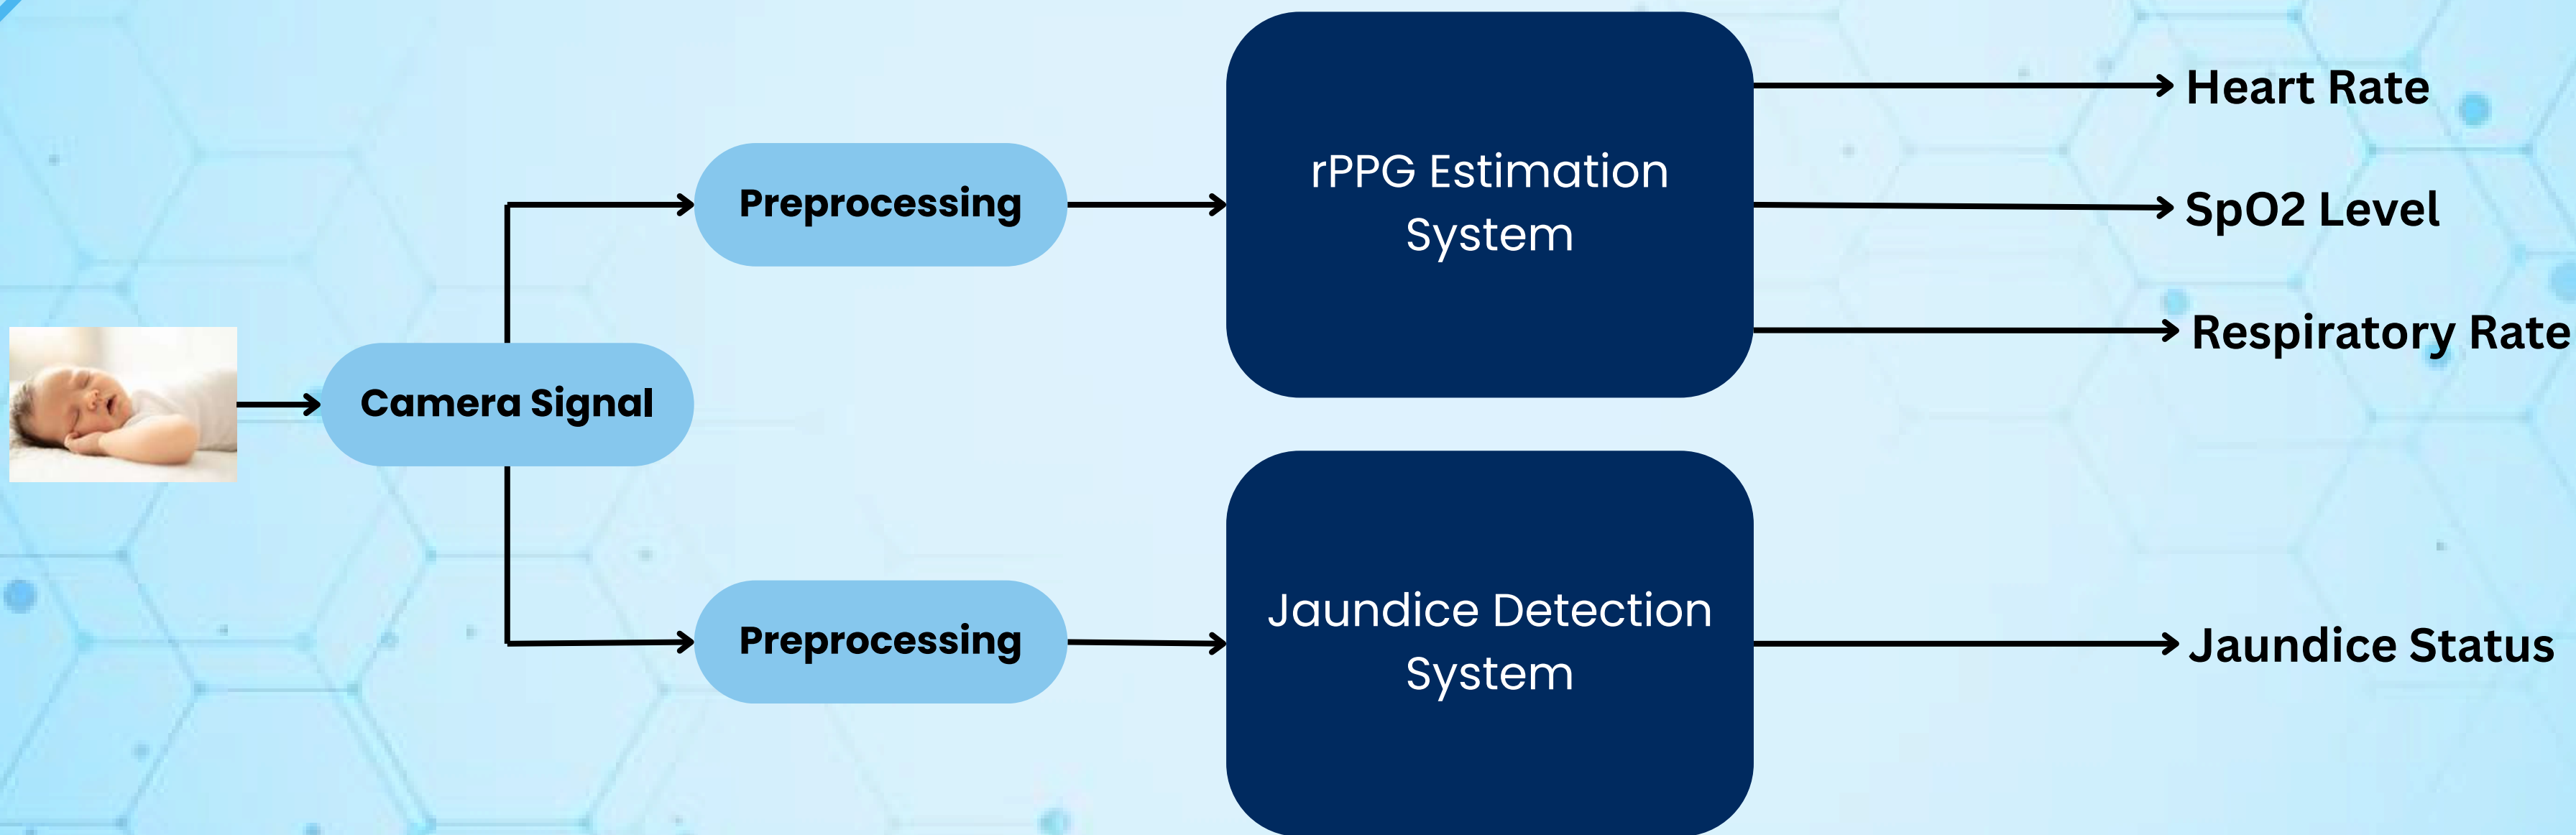 Heart Rate
Preprocessing
rPPG Estimation
System
SpO2 Level
Respiratory Rate
Camera Signal
Preprocessing
Jaundice Detection
System
Jaundice Status